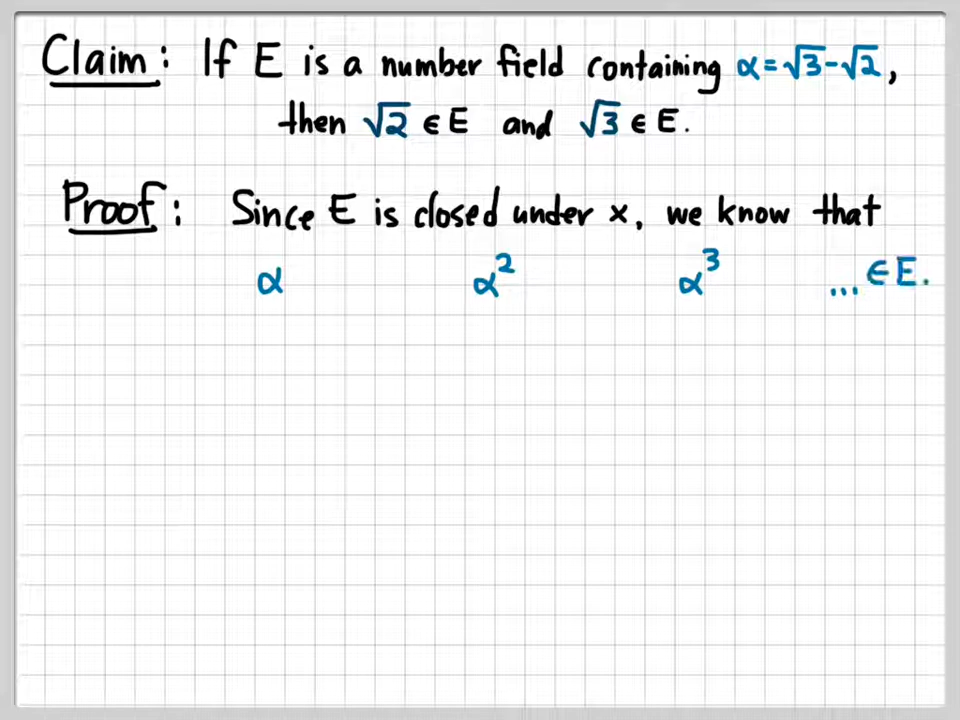 Claim: If E is a number field containing α = √3 - √2,
then √2 ∈ E and √3 ∈ E.
Proof: Since E is closed under x, we know that
α α² α³ ... ∈ E.